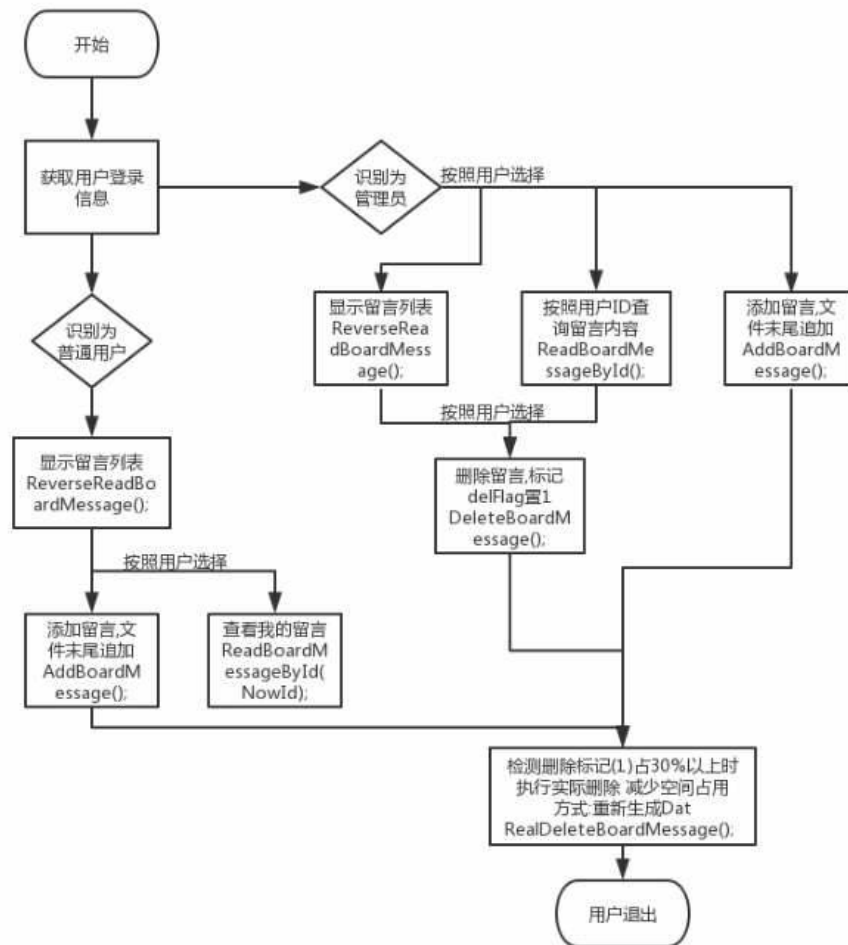 开始
获取用户登录
信息
识别为
管理员
按照用户选择
识别为
普通用户
显示留言列表
ReverseRea
dBoardMess
age();
按照用户ID查
询留言内容
ReadBoardMe
ssageById();
添加留言,文
件末尾追加
AddBoardM
essage();
按照用户选择
显示留言列表
ReverseReadBo
ardMessage();
删除留言,标记
delFlag置1
DeleteBoardM
essage();
按照用户选择
添加留言,文
件末尾追加
AddBoardM
essage();
查看我的留言
ReadBoardM
essageById(
NowId);
检测删除标记(1)占30%以上时
执行实际删除 减少空间占用
方式:重新生成Dat
RealDeleteBoardMessage();
用户退出